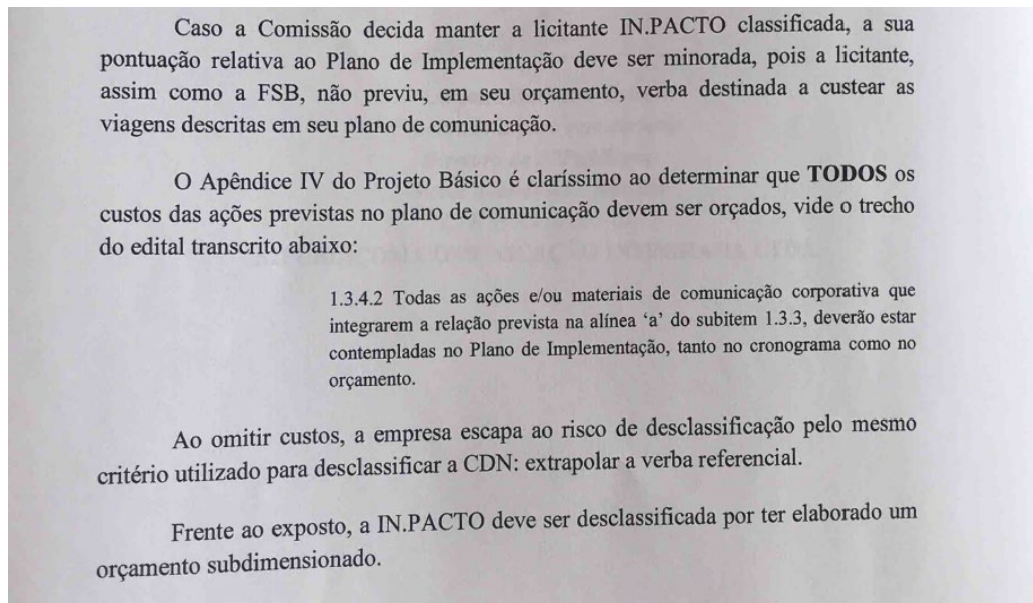 Caso a Comissão decida manter a licitante IN.PACTO classificada, a sua
pontuação relativa ao Plano de Implementação deve ser minorada, pois a licitante,
assim como a FSB, não previu, em seu orçamento, verba destinada a custear as
viagens descritas em seu plano de comunicação.
O Apêndice IV do Projeto Básico é claríssimo ao determinar que TODOS os
custos das ações previstas no plano de comunicação devem ser orçados, vide o trecho
do edital transcrito abaixo:
1.3.4.2 Todas as ações e/ou materiais de comunicação corporativa que
integrarem a relação prevista na alínea ‘a’ do subitem 1.3.3, deverão estar
contempladas no Plano de Implementação, tanto no cronograma como no
orçamento.
Ao omitir custos, a empresa escapa ao risco de desclassificação pelo mesmo
critério utilizado para desclassificar a CDN: extrapolar a verba referencial.
Frente ao exposto, a IN.PACTO deve ser desclassificada por ter elaborado um
orçamento subdimensionado.